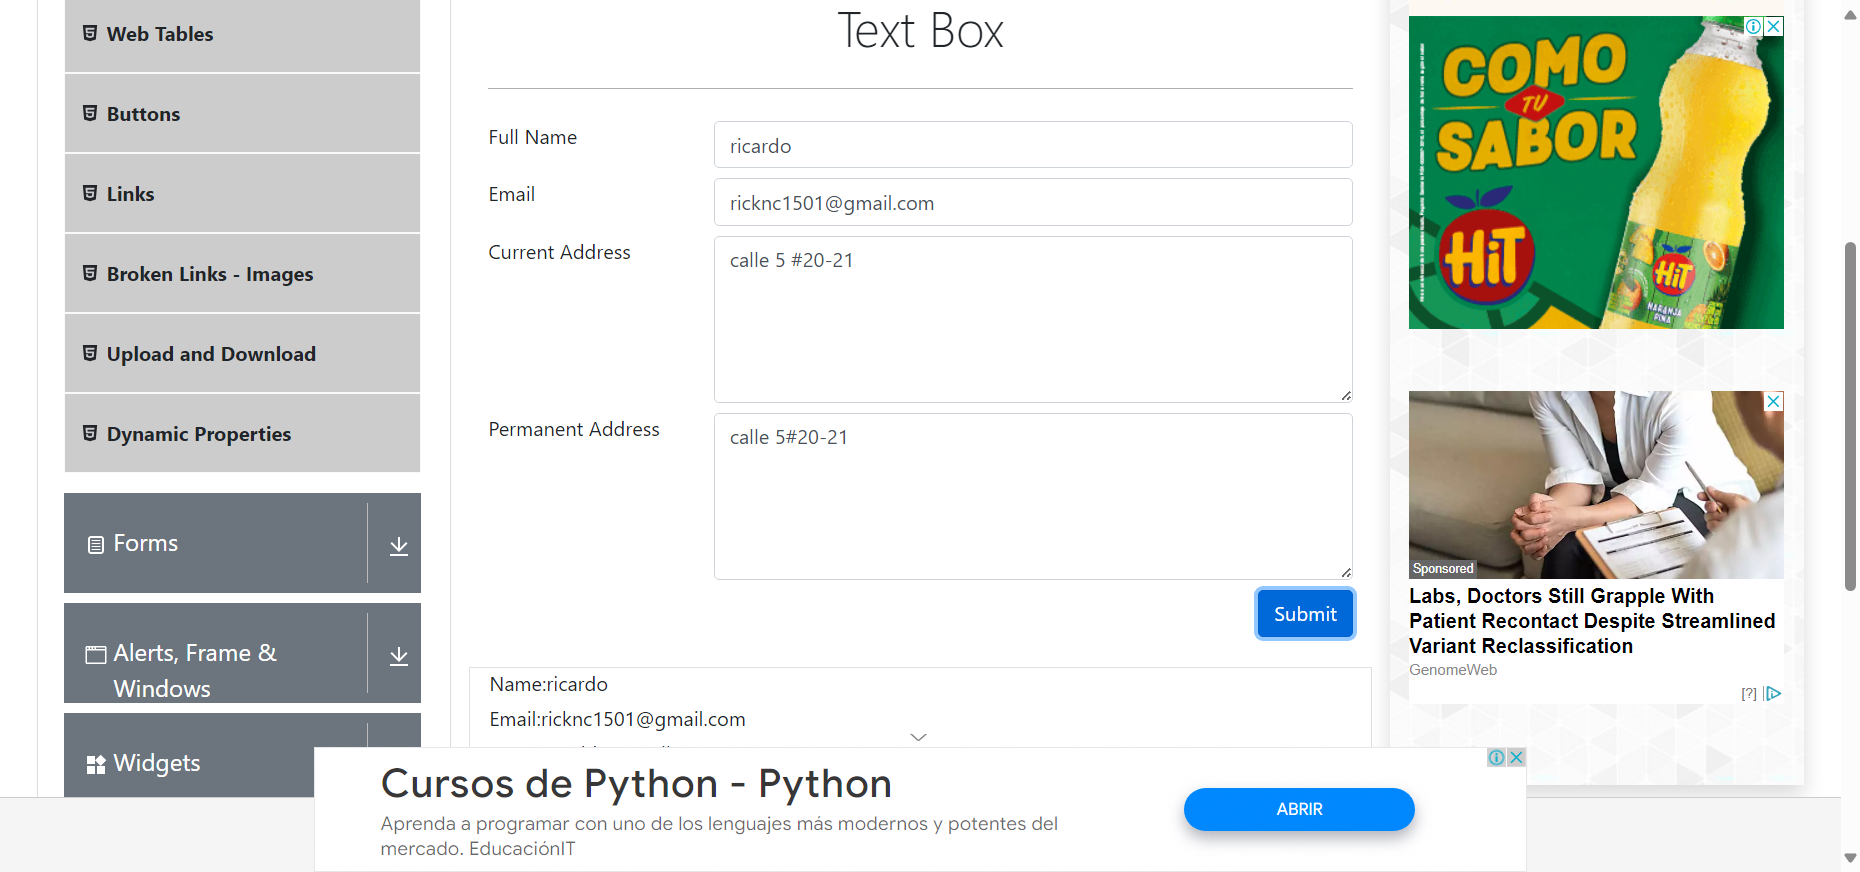 Web Tables
Buttons
Links
Broken Links - Images
Upload and Download
Dynamic Properties
Forms
Alerts, Frame &
Windows
Widgets
Text Box
Full Name
ricardo
Email
ricknc1501@gmail.com
Current Address
calle 5 #20-21
Permanent Address
calle 5#20-21
Submit
Name:ricardo
Email:ricknc1501@gmail.com
COMO
TU
SABOR
HiT
HiT
NARANJA
PIÑA
Sponsored
Labs, Doctors Still Grapple With
Patient Recontact Despite Streamlined
Variant Reclassification
GenomeWeb
[?]
Cursos de Python - Python
Aprenda a programar con uno de los lenguajes más modernos y potentes del
mercado. EducaciónIT
ABRIR